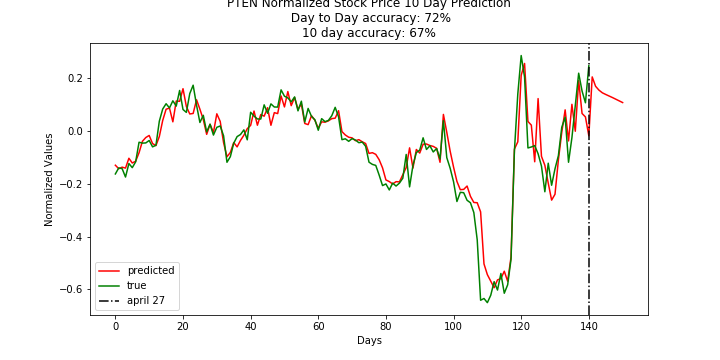 PTEN Normalized Stock Price 10 Day Prediction
Day to Day accuracy: 72%
10 day accuracy: 67%
Normalized Values
0.2
0.0
−0.2
−0.4
−0.6
predicted
true
april 27
0 20 40 60 80 100 120 140
Days